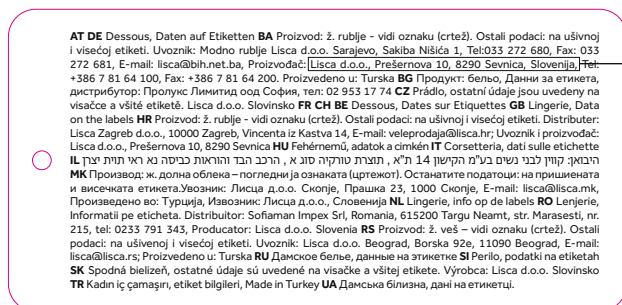 AT DE Dessous, Daten auf Etiketten BA Proizvod: ž. rublje - vidi oznaku (crtež). Ostali podaci: na ušivnoj
i visećoj etiketi. Uvoznik: Modno rublje Lisca d.o.o. Sarajevo, Sakiba Nišića 1, Tel:033 272 680, Fax: 033
272 681, E-mail: lisca@bih.net.ba, Proizvođač: Lisca d.o.o., Prešernova 10, 8290 Sevnica, Slovenija, Tel:
+386 7 81 64 100, Fax: +386 7 81 64 200. Proizvedeno u: Turska BG Продукт: бельо, Данни за етикета,
дистрибутор: Пролукс Лимитид оод София, тел: 02 953 17 74 CZ Prádlo, ostatní údaje jsou uvedeny na
visačce a všité etiketě. Lisca d.o.o. Slovinsko FR CH BE Dessous, Dates sur Etiquettes GB Lingerie, Data
on the labels HR Proizvod: ž. rublje - vidi oznaku (crtež). Ostali podaci: na ušivnoj i visećoj etiketi. Distributer:
Lisca Zagreb d.o.o., 10000 Zagreb, Vincenta iz Kastva 14, E-mail: veleprodaja@lisca.hr; Uvoznik i proizvođač:
Lisca d.o.o., Prešernova 10, 8290 Sevnica HU Fehérnemű, adatok a cimkén IT Corsetteria, dati sulle etichette
IL היבואן: קווין לבני נשים בע"מ הקישון 14 ת"א , תוצרת טורקיה סוג א , הרכב הבד והוראות כביסה נא ראי תוית יצרן
MK Производ: ж. долна облека – погледни ја ознаката (цртежот). Останатите податоци: на пришиената
и висечката етикета.Увозник: Лисца д.о.о. Скопје, Прашка 23, 1000 Скопје, E-mail: lisca@lisca.mk,
Произведено во: Турција, Извозник: Лисца д.о.о., Словенија NL Lingerie, info op de labels RO Lenjerie,
Informatii pe eticheta. Distribuitor: Sofiaman Impex Srl, Romania, 615200 Targu Neamt, str. Marasesti, nr.
215, tel: 0233 791 343, Producator: Lisca d.o.o. Slovenia RS Proizvod: ž. veš – vidi oznaku (crtež). Ostali
podaci: na ušivenoj i visećoj etiketi. Uvoznik: Lisca d.o.o. Beograd, Borska 92e, 11090 Beograd, E-mail:
lisca@lisca.rs; Proizvedeno u: Turska RU Дамское белье, данные на этикетке SI Perilo, podatki na etiketah
SK Spodná bielizeň, ostatné údaje sú uvedené na visačke a všitej etikete. Výrobca: Lisca d.o.o. Slovinsko
TR Kadın iç çamaşırı, etiket bilgileri, Made in Turkey UA Дамська білизна, дані на етикетці.